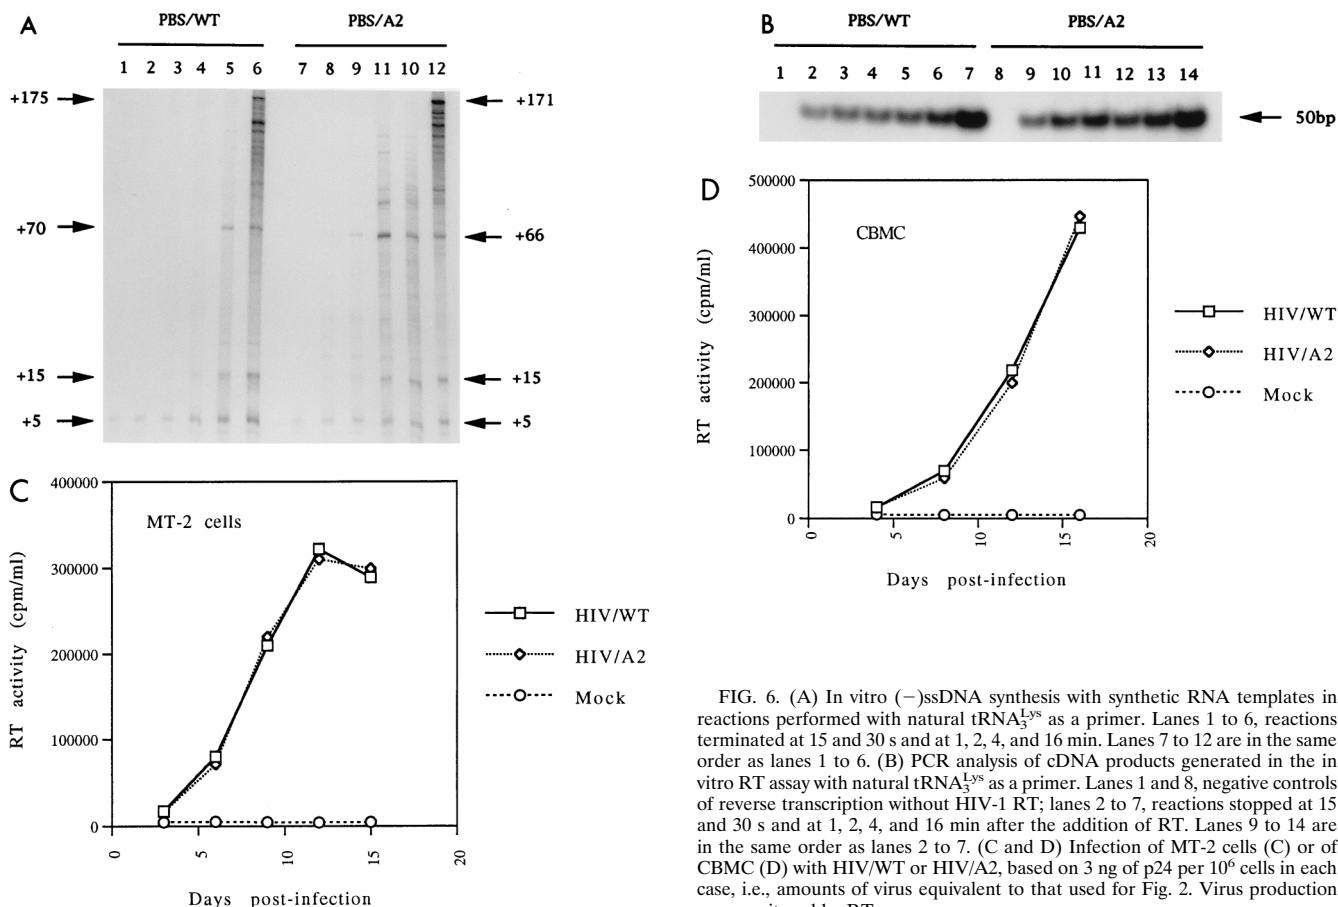 A
PBS/WT
PBS/A2
1 2 3 4 5 6 7 8 9 11 10 12
+175
+171
+70
+66
+15
+15
+5
+5
B
PBS/WT
PBS/A2
1 2 3 4 5 6 7 8 9 10 11 12 13 14
50bp
C
MT-2 cells
RT activity (cpm/ml)
400000
300000
200000
100000
0
0 5 10 15 20
Days post-infection
HIV/WT
HIV/A2
Mock
D
CBMC
RT activity (cpm/ml)
500000
400000
300000
200000
100000
0
0 5 10 15 20
Days post-infection
HIV/WT
HIV/A2
Mock
FIG. 6. (A) In vitro (−)ssDNA synthesis with synthetic RNA templates in
reactions performed with natural tRNA₃ᴸʸˢ as a primer. Lanes 1 to 6, reactions
terminated at 15 and 30 s and at 1, 2, 4, and 16 min. Lanes 7 to 12 are in the same
order as lanes 1 to 6. (B) PCR analysis of cDNA products generated in the in
vitro RT assay with natural tRNA₃ᴸʸˢ as a primer. Lanes 1 and 8, negative controls
of reverse transcription without HIV-1 RT; lanes 2 to 7, reactions stopped at 15
and 30 s and at 1, 2, 4, and 16 min after the addition of RT. Lanes 9 to 14 are
in the same order as lanes 2 to 7. (C and D) Infection of MT-2 cells (C) or of
CBMC (D) with HIV/WT or HIV/A2, based on 3 ng of p24 per 10⁶ cells in each
case, i.e., amounts of virus equivalent to that used for Fig. 2. Virus production